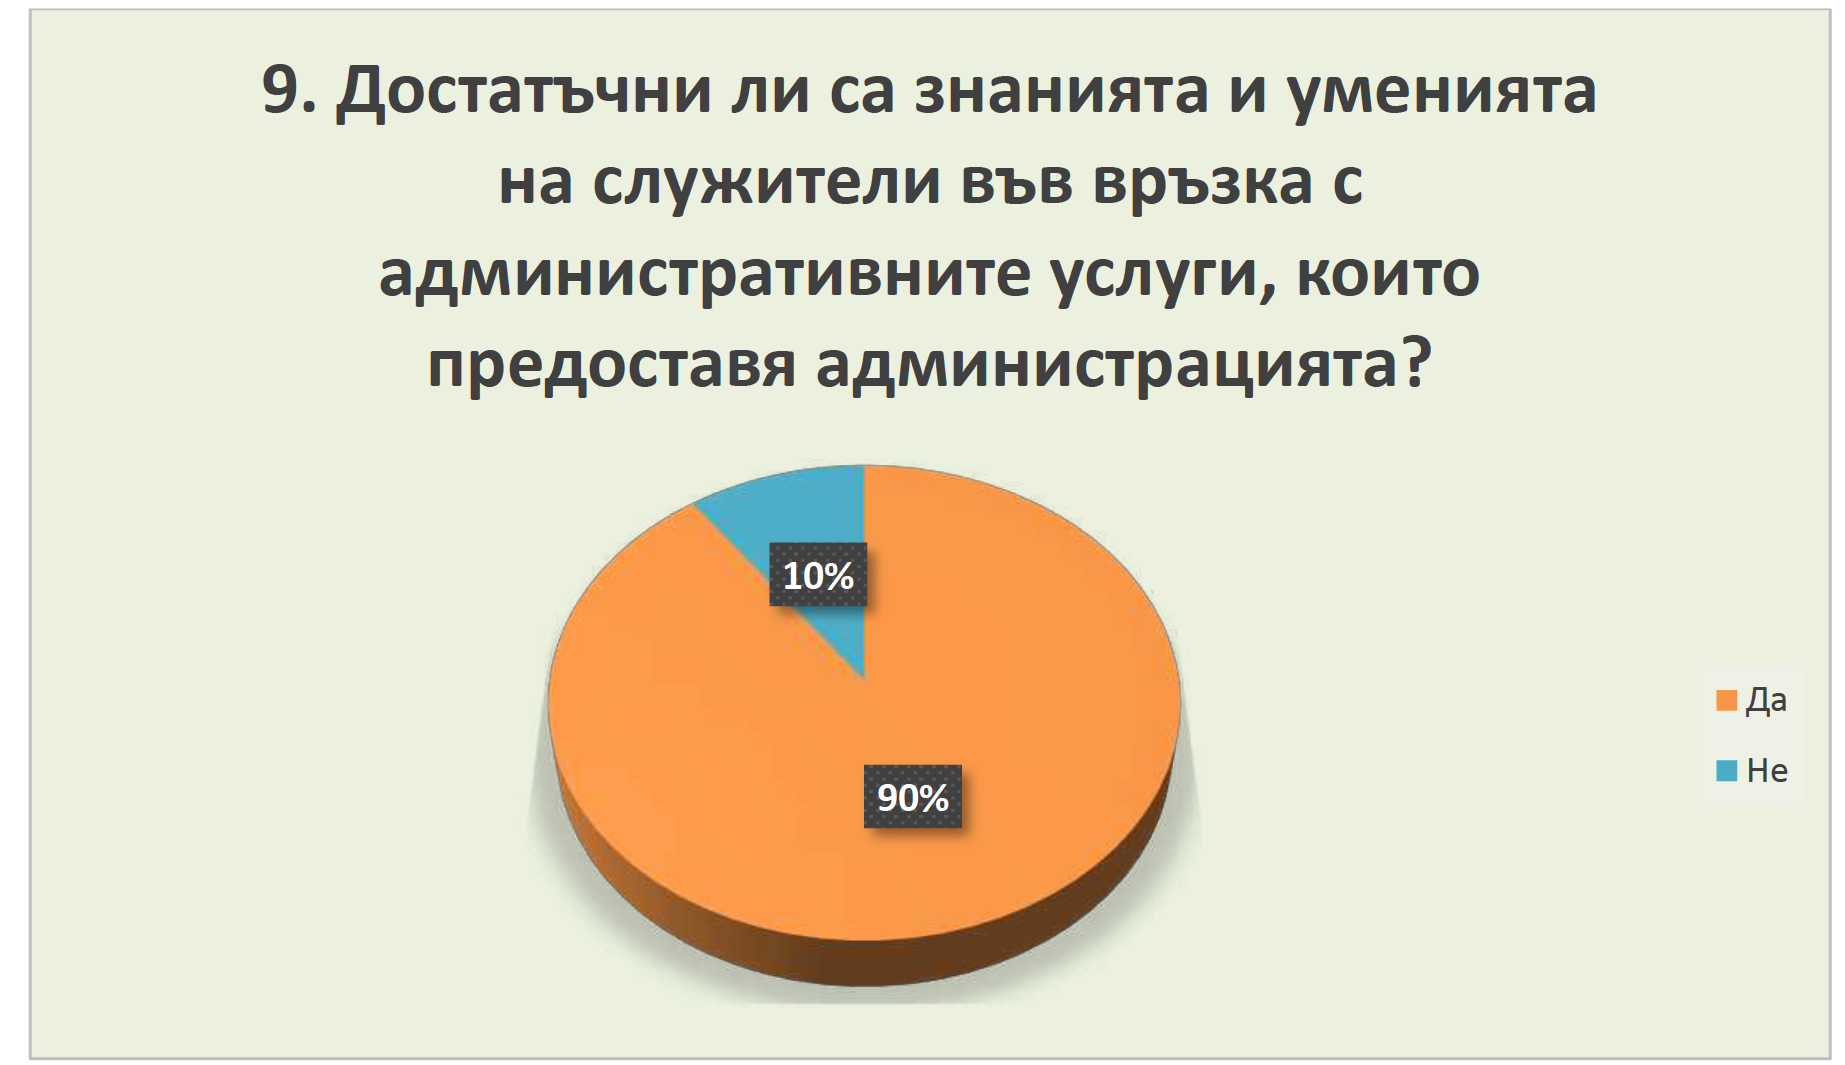 9. Достатъчни ли са знанията и уменията
на служители във връзка с
административните услуги, които
предоставя администрацията?
10%
90%
Да
Не